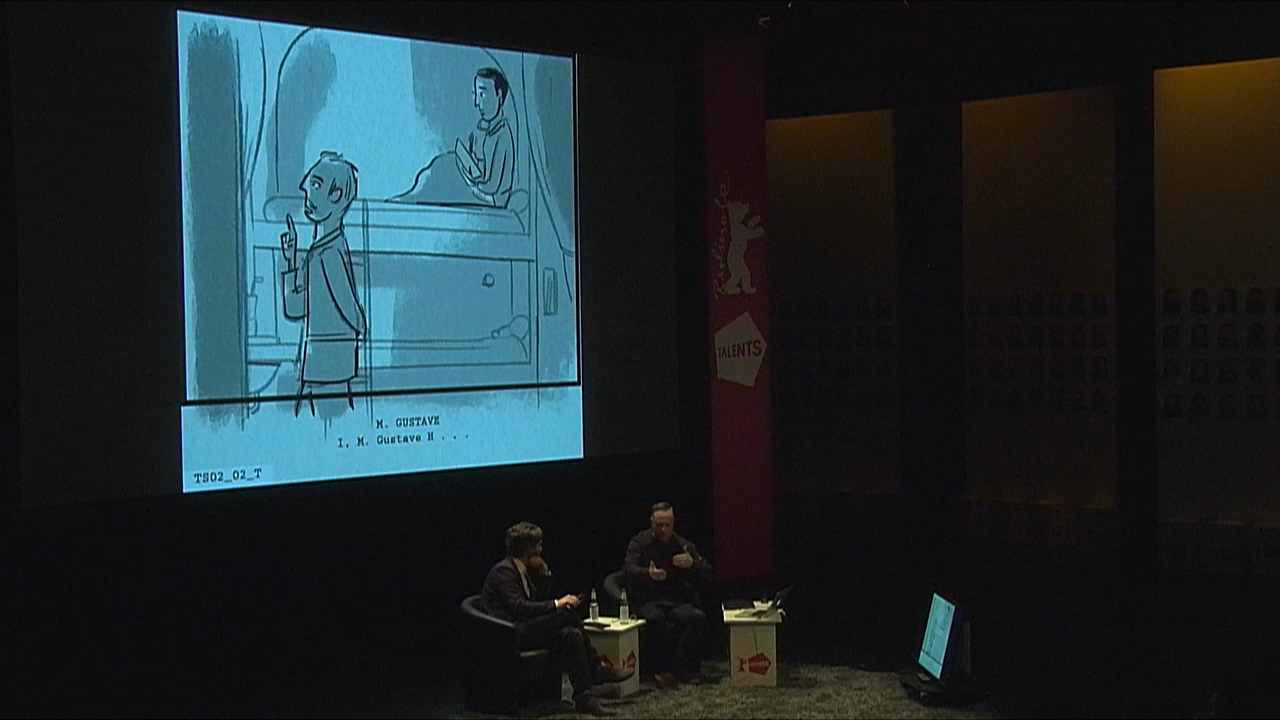 M. GUSTAVE
I, M. Gustave H . . .
TS02_02_T
Berlinale
TALENTS